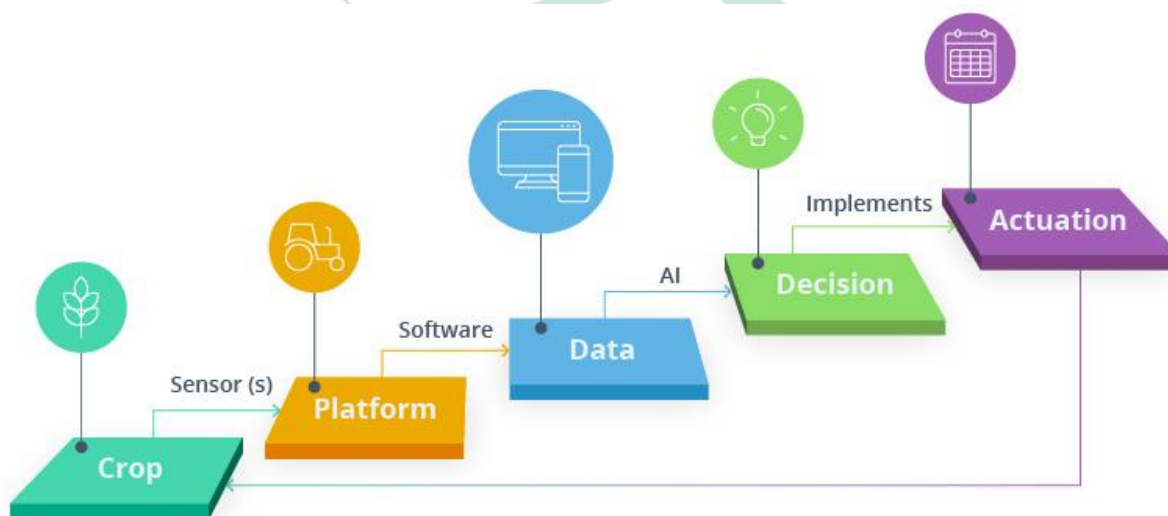 Crop
Sensor (s)
Platform
Software
Data
AI
Decision
Implements
Actuation